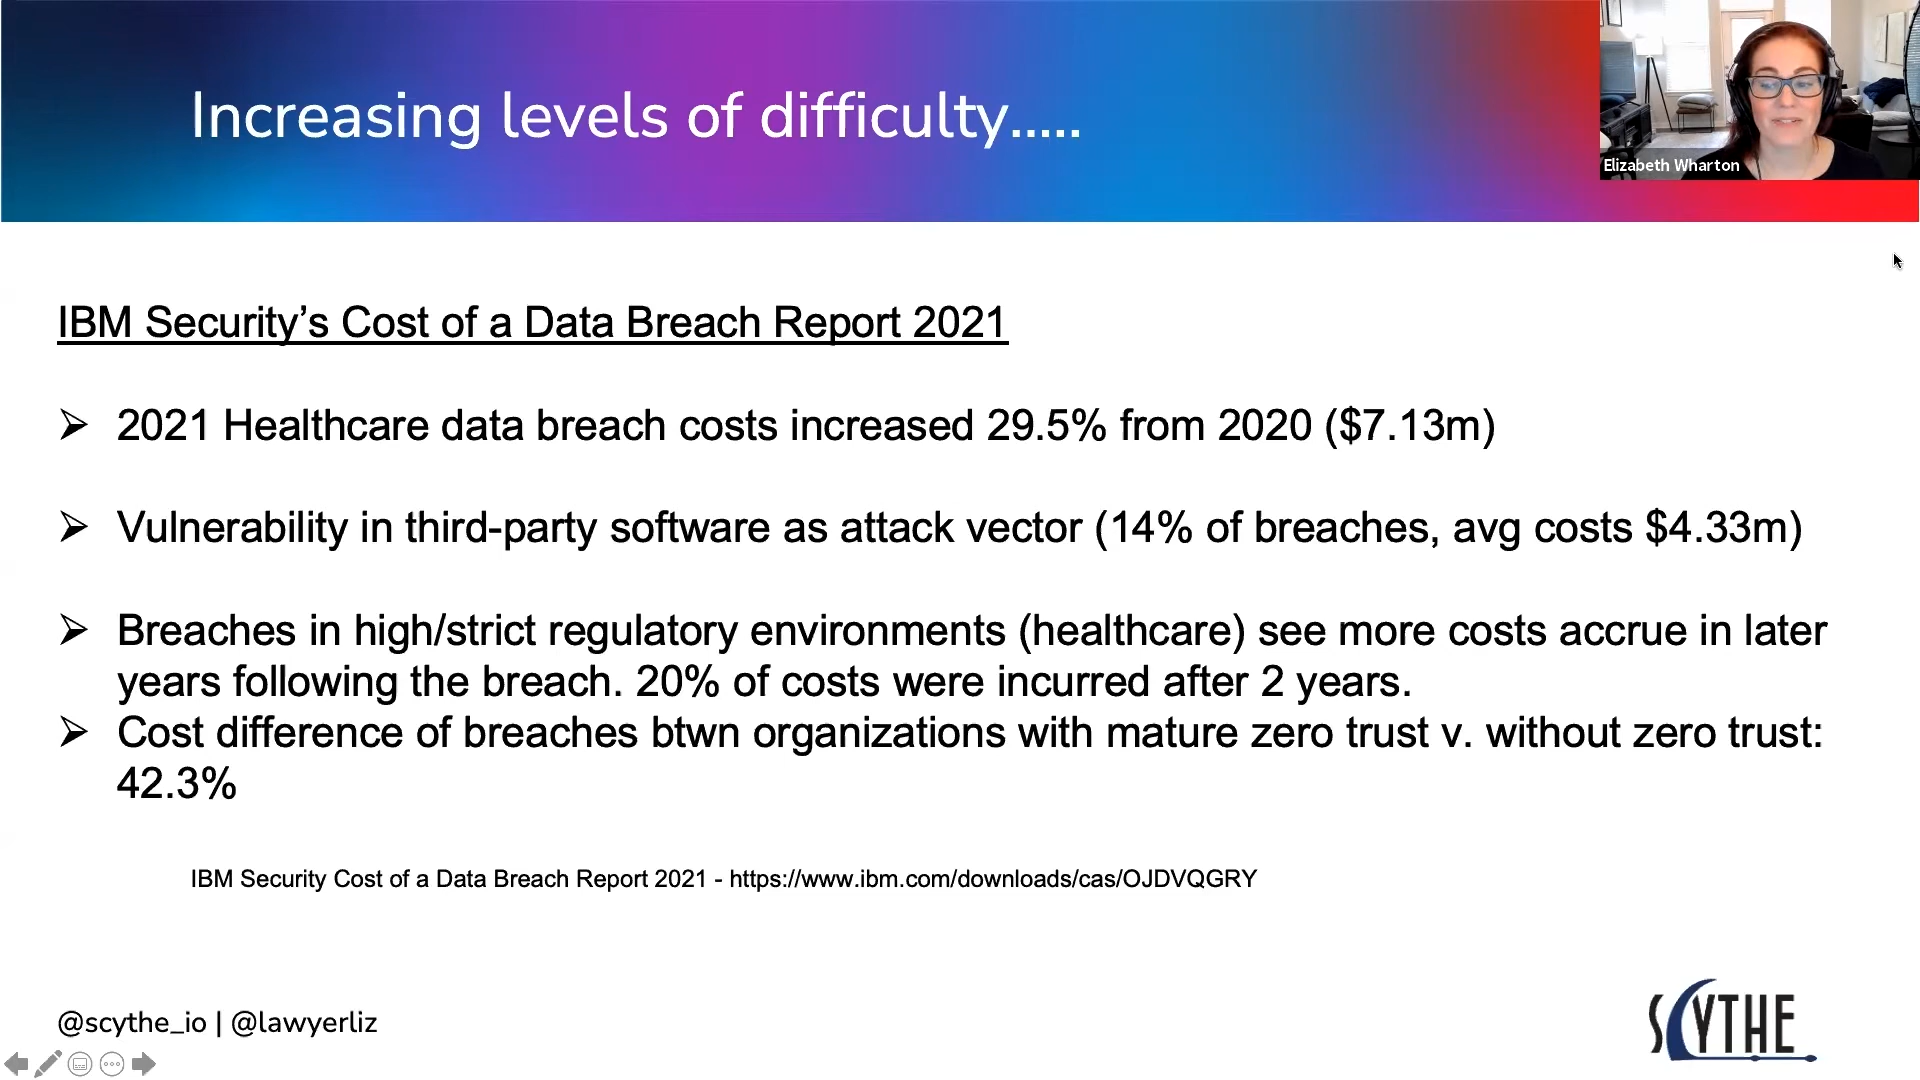 Increasing levels of difficulty.....
Elizabeth Wharton
IBM Security’s Cost of a Data Breach Report 2021
➢ 2021 Healthcare data breach costs increased 29.5% from 2020 ($7.13m)
➢ Vulnerability in third-party software as attack vector (14% of breaches, avg costs $4.33m)
➢ Breaches in high/strict regulatory environments (healthcare) see more costs accrue in later
years following the breach. 20% of costs were incurred after 2 years.
➢ Cost difference of breaches btwn organizations with mature zero trust v. without zero trust:
42.3%
IBM Security Cost of a Data Breach Report 2021 - https://www.ibm.com/downloads/cas/OJDVQGRY
@scythe_io | @lawyerliz
SCYTHE